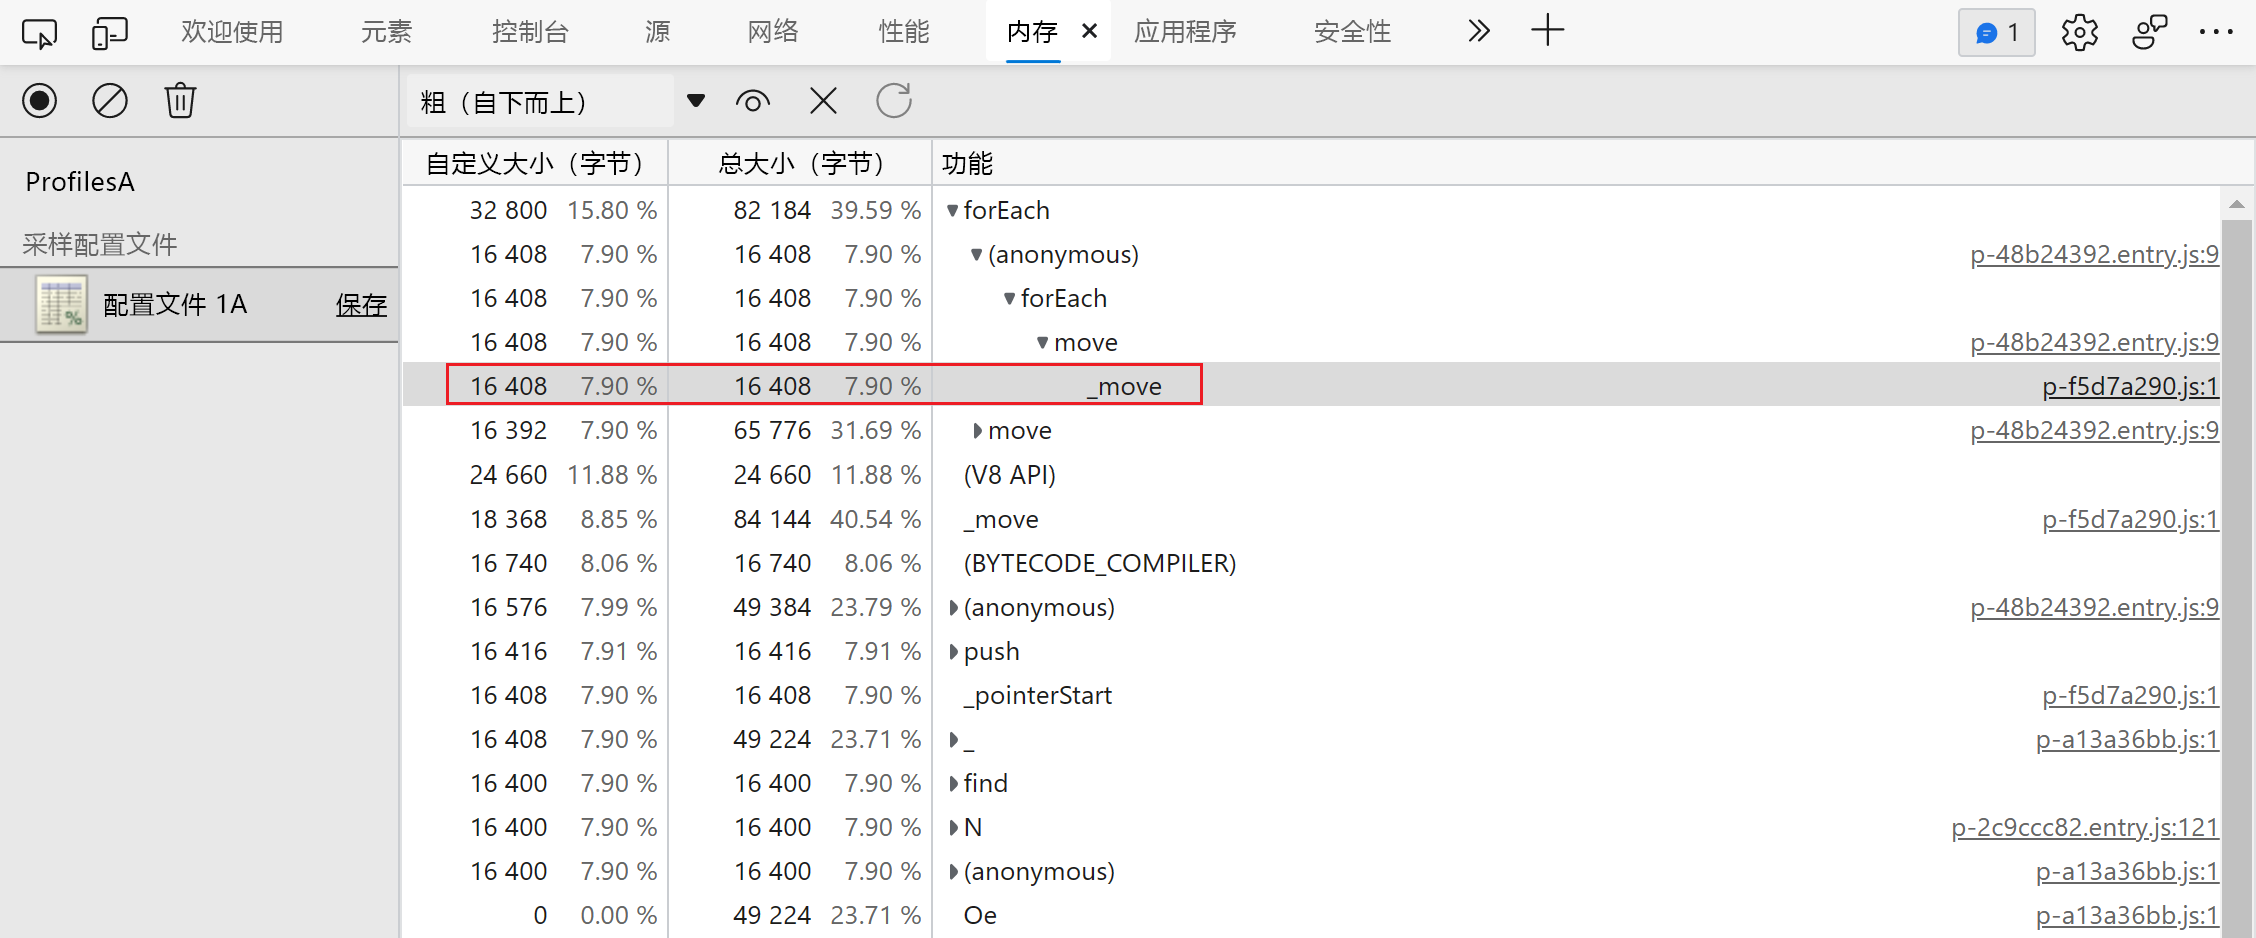 欢迎使用 元素 控制台 源 网络 性能 内存 应用程序 安全性 1
粗（自下而上）
ProfilesA
采样配置文件
配置文件 1A 保存
自定义大小（字节） 总大小（字节） 功能
32 800 15.80 % 82 184 39.59 % forEach
16 408 7.90 % 16 408 7.90 % (anonymous) p-48b24392.entry.js:9
16 408 7.90 % 16 408 7.90 % forEach
16 408 7.90 % 16 408 7.90 % move p-48b24392.entry.js:9
16 408 7.90 % 16 408 7.90 % _move p-f5d7a290.js:1
16 392 7.90 % 65 776 31.69 % move p-48b24392.entry.js:9
24 660 11.88 % 24 660 11.88 % (V8 API)
18 368 8.85 % 84 144 40.54 % _move p-f5d7a290.js:1
16 740 8.06 % 16 740 8.06 % (BYTECODE_COMPILER)
16 576 7.99 % 49 384 23.79 % (anonymous) p-48b24392.entry.js:9
16 416 7.91 % 16 416 7.91 % push
16 408 7.90 % 16 408 7.90 % _pointerStart p-f5d7a290.js:1
16 408 7.90 % 49 224 23.71 % _ p-a13a36bb.js:1
16 400 7.90 % 16 400 7.90 % find
16 400 7.90 % 16 400 7.90 % N p-2c9ccc82.entry.js:121
16 400 7.90 % 16 400 7.90 % (anonymous) p-a13a36bb.js:1
0 0.00 % 49 224 23.71 % Oe p-a13a36bb.js:1